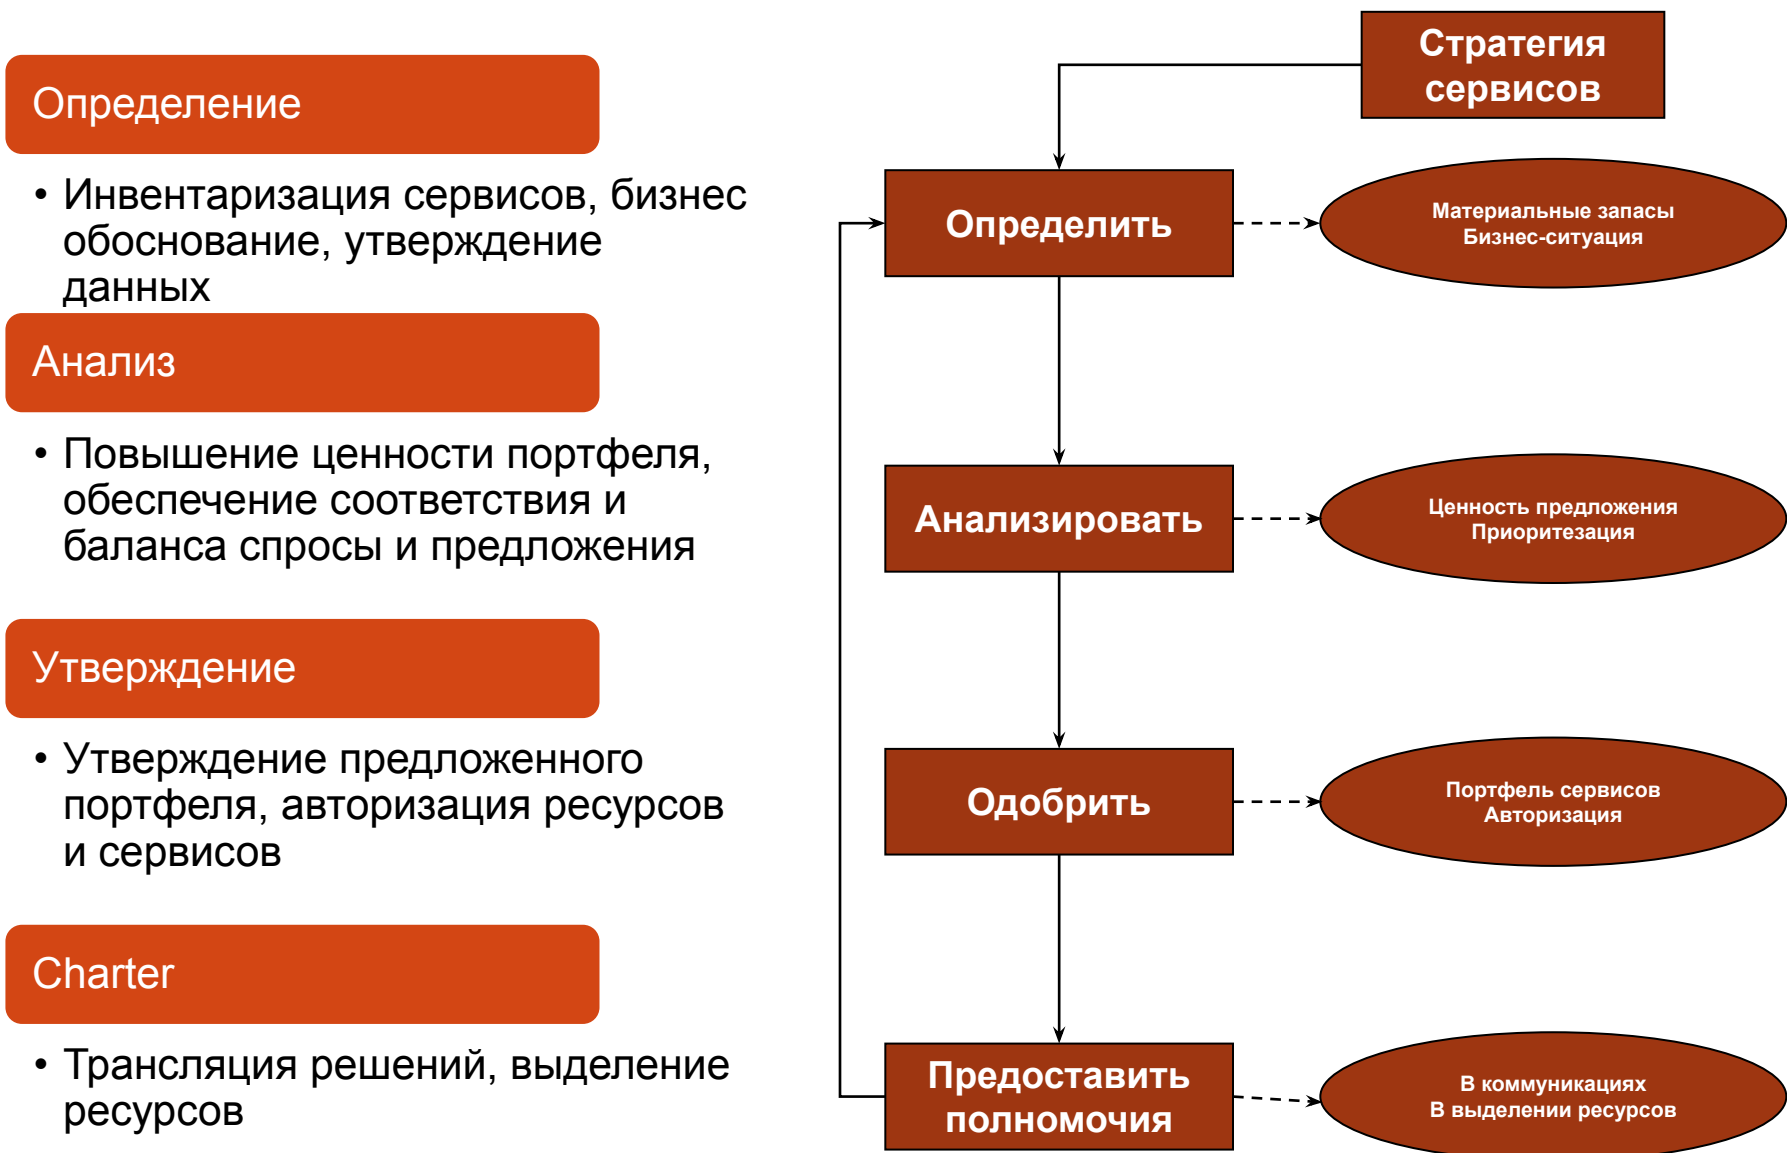 Определение
• Инвентаризация сервисов, бизнес
обоснование, утверждение
данных
Анализ
• Повышение ценности портфеля,
обеспечение соответствия и
баланса спросы и предложения
Утверждение
• Утверждение предложенного
портфеля, авторизация ресурсов
и сервисов
Charter
• Трансляция решений, выделение
ресурсов
Стратегия
сервисов
Определить
Материальные запасы
Бизнес-ситуация
Анализировать
Ценность предложения
Приоритезация
Одобрить
Портфель сервисов
Авторизация
Предоставить
полномочия
В коммуникациях
В выделении ресурсов